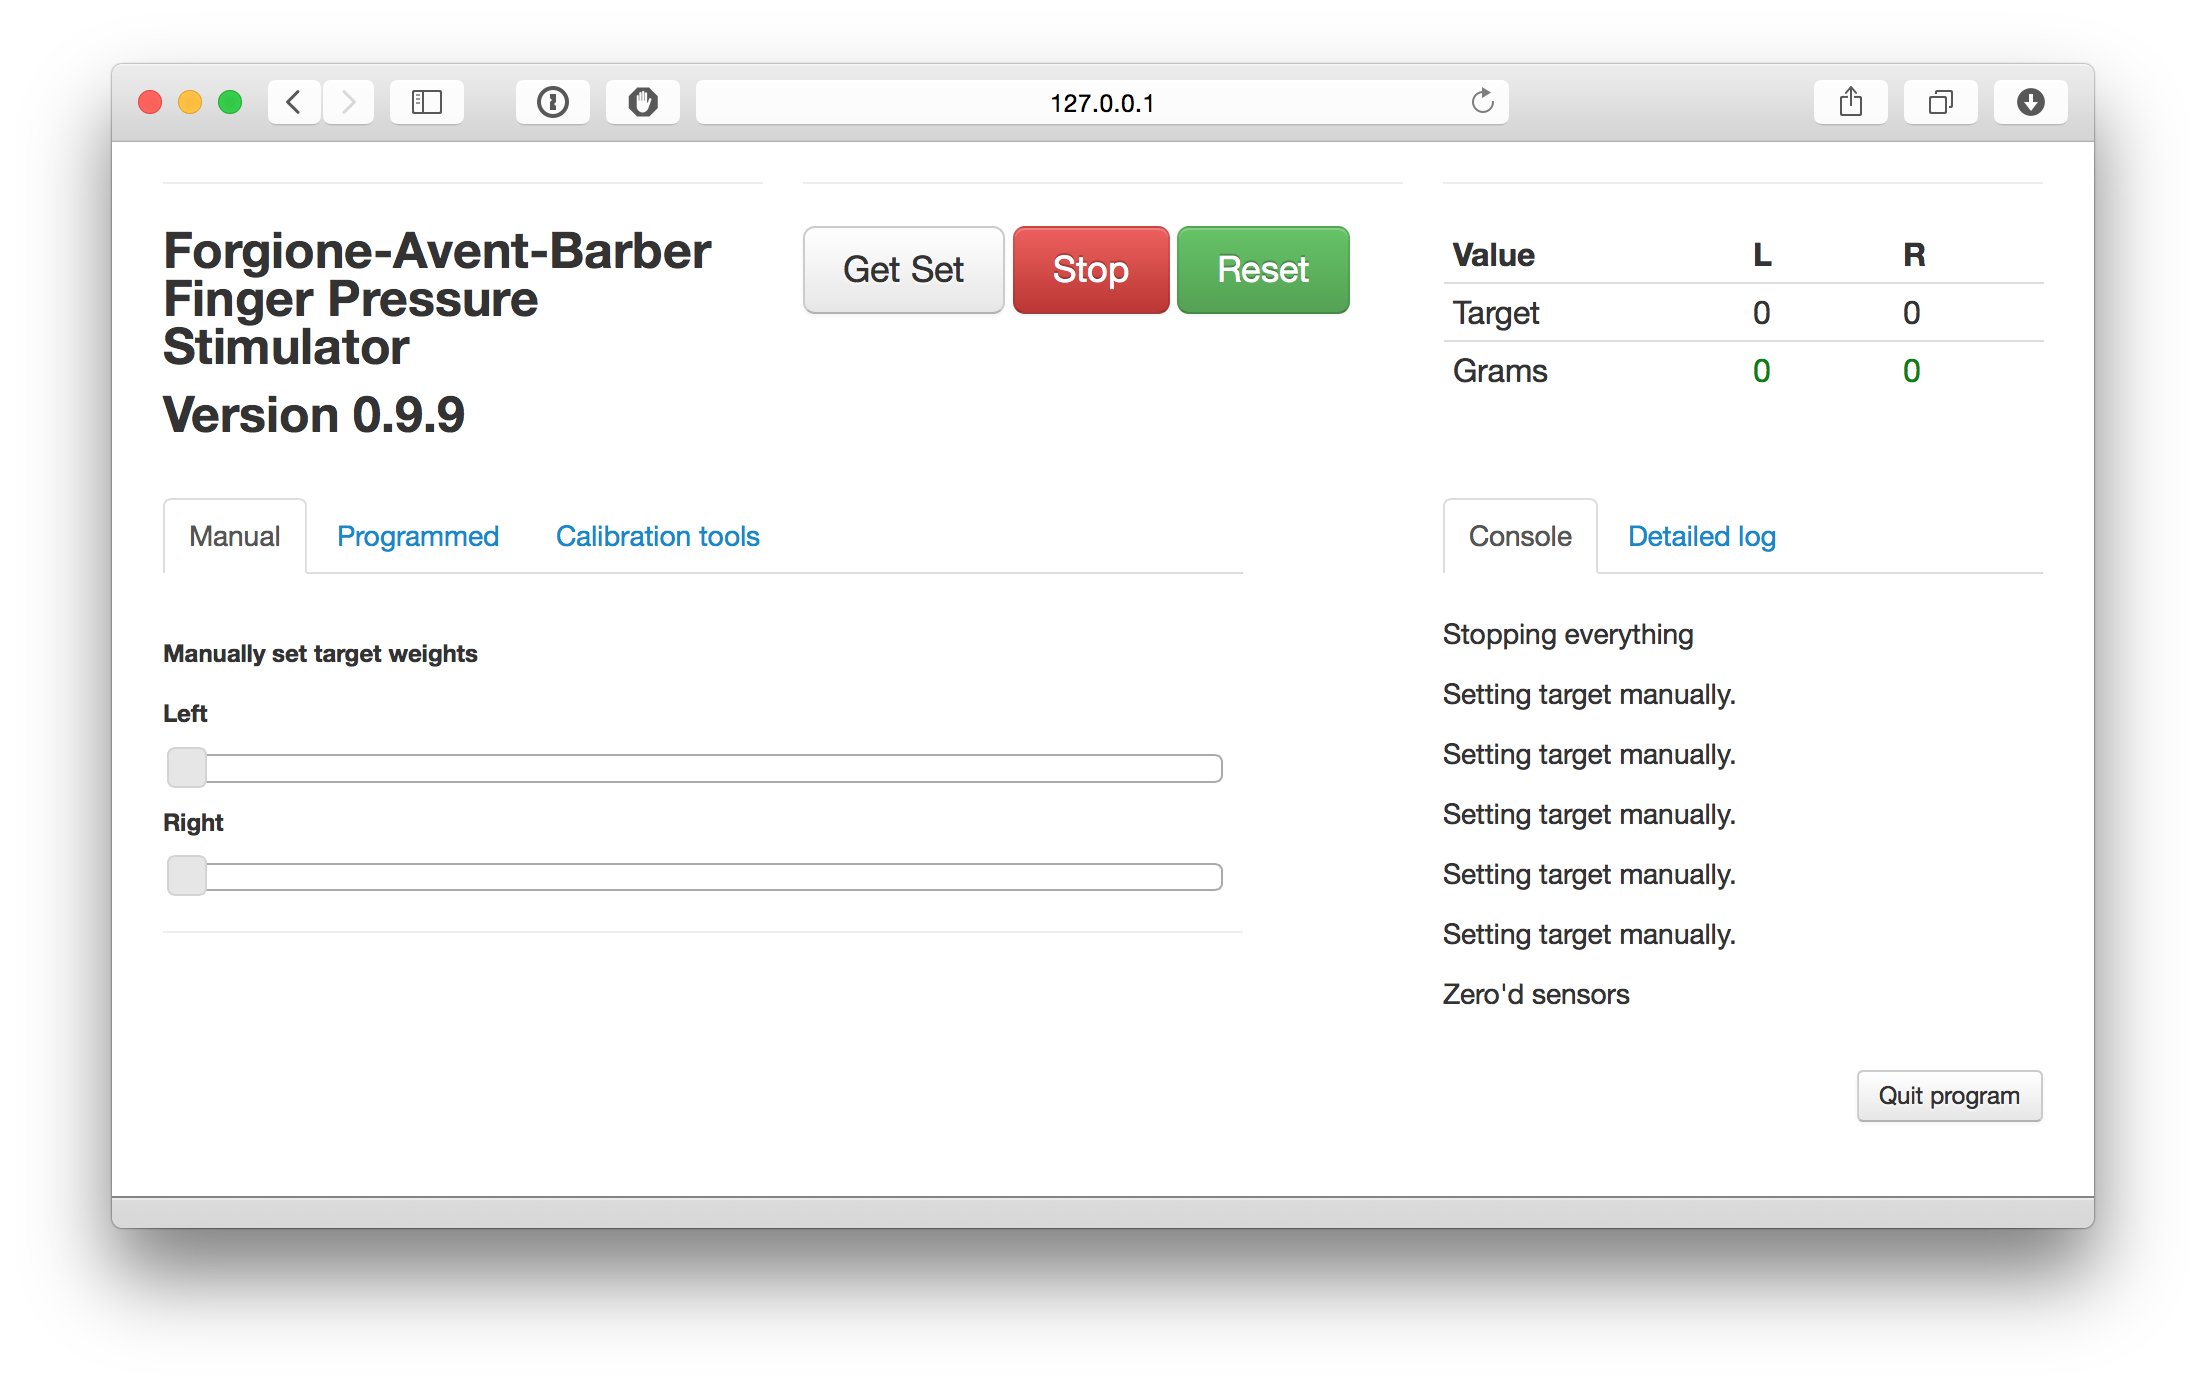 127.0.0.1
Forgione-Avent-Barber
Finger Pressure
Stimulator
Version 0.9.9
Get Set
Stop
Reset
Value L R
Target 0 0
Grams 0 0
Manual Programmed Calibration tools
Manually set target weights
Left
Right
Console Detailed log
Stopping everything
Setting target manually.
Setting target manually.
Setting target manually.
Setting target manually.
Setting target manually.
Zero'd sensors
Quit program